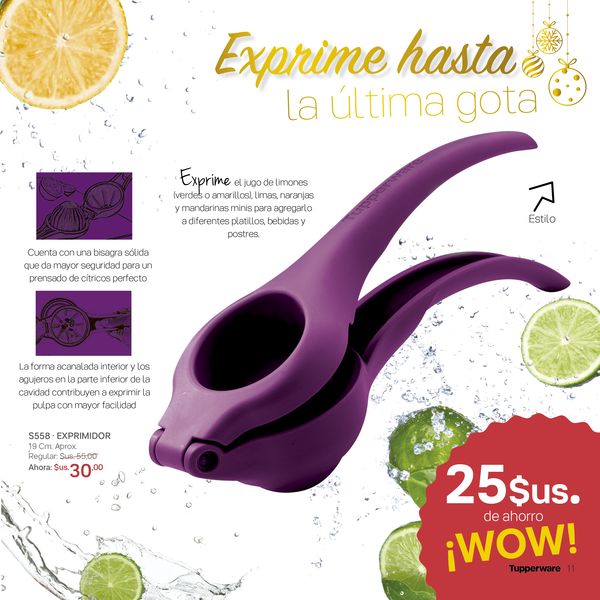 Exprime hasta
la última gota
Exprime el jugo de limones
(verdes o amarillos), limas, naranjas
y mandarinas minis para agregarlo
a diferentes platillos, bebidas y
postres.
Tupperware
Estilo
Cuenta con una bisagra sólida
que da mayor seguridad para un
prensado de cítricos perfecto
La forma acanalada interior y los
agujeros en la parte inferior de la
cavidad contribuyen a exprimir la
pulpa con mayor facilidad
S558 · EXPRIMIDOR
19 Cm. Aprox.
Regular: $us. 55,00
Ahora: $us.30,00
25$us.
de ahorro
¡WOW!
Tupperware 11